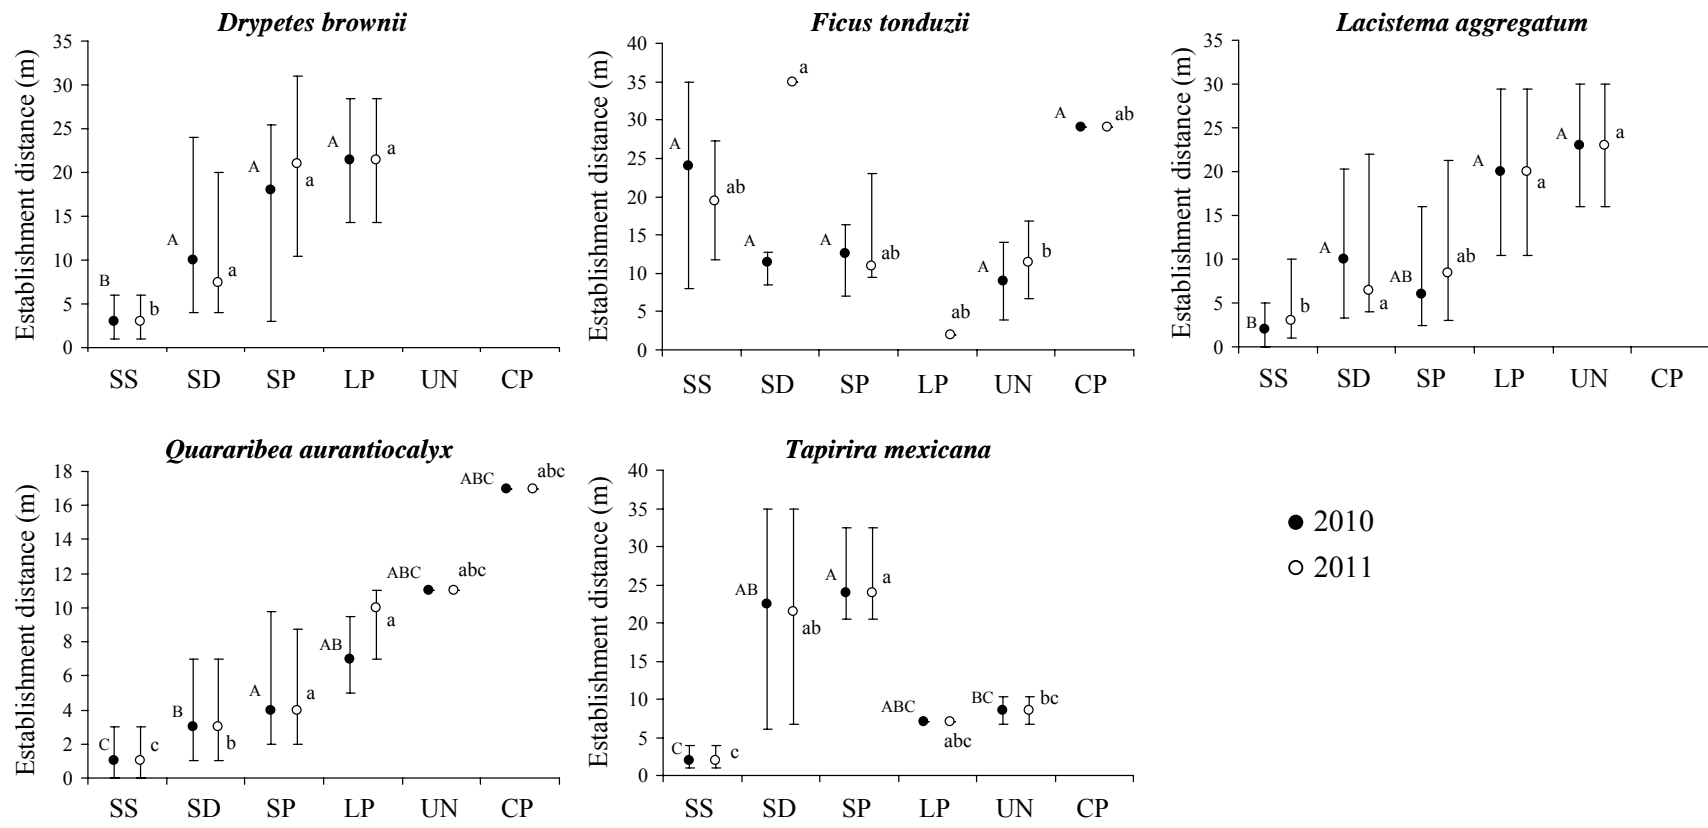 Drypetes brownii
Establishment distance (m)
35
30
25
20
15
10
5
0
B
b
A
a
A
a
A
a
SS SD SP LP UN CP
Ficus tonduzii
Establishment distance (m)
40
35
30
25
20
15
10
5
0
A
ab
A
a
A
ab
ab
A
b
A
ab
SS SD SP LP UN CP
Lacistema aggregatum
Establishment distance (m)
35
30
25
20
15
10
5
0
B
b
A
a
AB
ab
A
a
A
a
SS SD SP LP UN CP
Quararibea aurantiocalyx
Establishment distance (m)
18
16
14
12
10
8
6
4
2
0
C
c
B
b
A
a
AB
a
ABC
abc
ABC
abc
SS SD SP LP UN CP
Tapirira mexicana
Establishment distance (m)
40
35
30
25
20
15
10
5
0
C
c
AB
ab
A
a
ABC
abc
BC
bc
SS SD SP LP UN CP
2010
2011